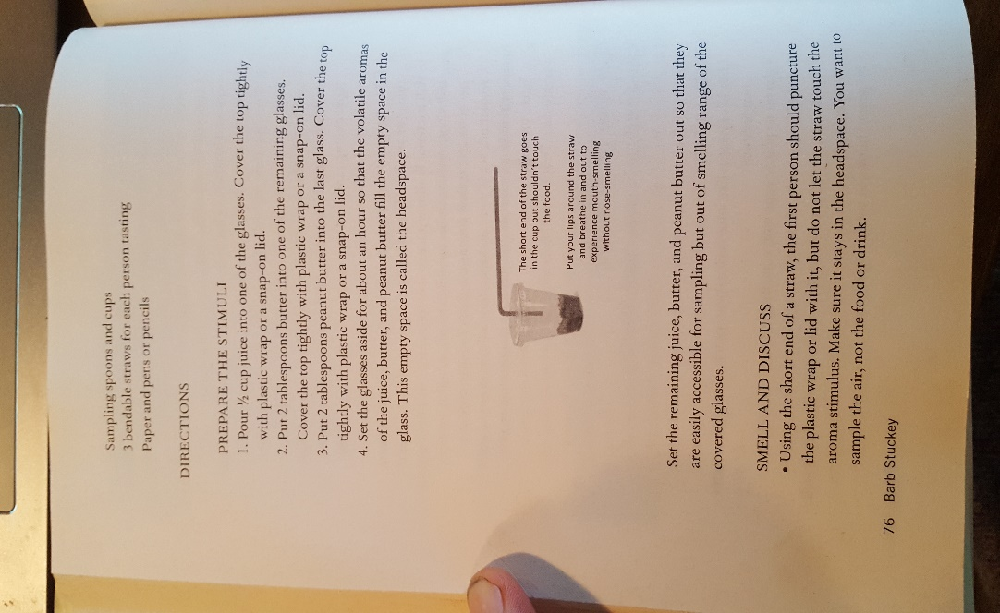 Sampling spoons and cups
3 bendable straws for each person tasting
Paper and pens or pencils
DIRECTIONS
PREPARE THE STIMULI
1. Pour ½ cup juice into one of the glasses. Cover the top tightly
with plastic wrap or a snap-on lid.
2. Put 2 tablespoons butter into one of the remaining glasses.
Cover the top tightly with plastic wrap or a snap-on lid.
3. Put 2 tablespoons peanut butter into the last glass. Cover the top
tightly with plastic wrap or a snap-on lid.
4. Set the glasses aside for about an hour so that the volatile aromas
of the juice, butter, and peanut butter fill the empty space in the
glass. This empty space is called the headspace.
The short end of the straw goes
in the cup but shouldn't touch
the food.
Put your lips around the straw
and breathe in and out to
experience mouth-smelling
without nose-smelling
Set the remaining juice, butter, and peanut butter out so that they
are easily accessible for sampling but out of smelling range of the
covered glasses.
SMELL AND DISCUSS
• Using the short end of a straw, the first person should puncture
the plastic wrap or lid with it, but do not let the straw touch the
aroma stimulus. Make sure it stays in the headspace. You want to
sample the air, not the food or drink.
76 Barb Stuckey